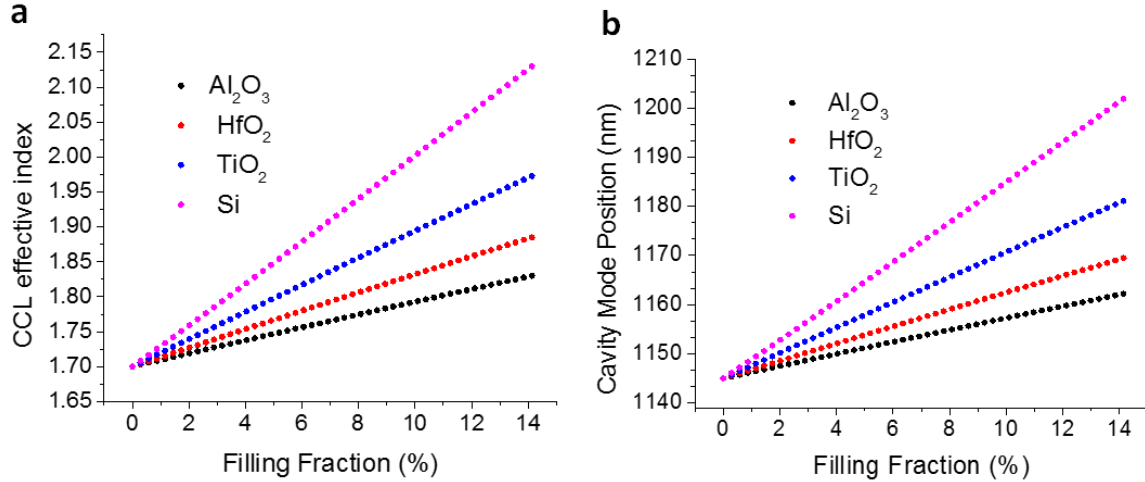 a
CCL effective index
2.15
2.10
2.05
2.00
1.95
1.90
1.85
1.80
1.75
1.70
1.65
Al₂O₃
HfO₂
TiO₂
Si
0 2 4 6 8 10 12 14
Filling Fraction (%)
b
Cavity Mode Position (nm)
1210
1200
1190
1180
1170
1160
1150
1140
Al₂O₃
HfO₂
TiO₂
Si
0 2 4 6 8 10 12 14
Filling Fraction (%)